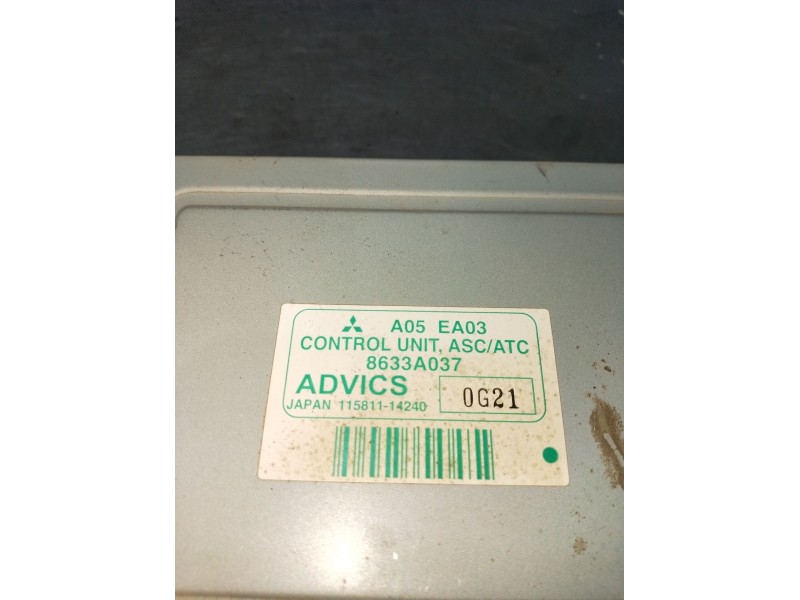 A05 EA03
CONTROL UNIT, ASC/ATC
8633A037
ADVICS
0G21
JAPAN 115811-14240